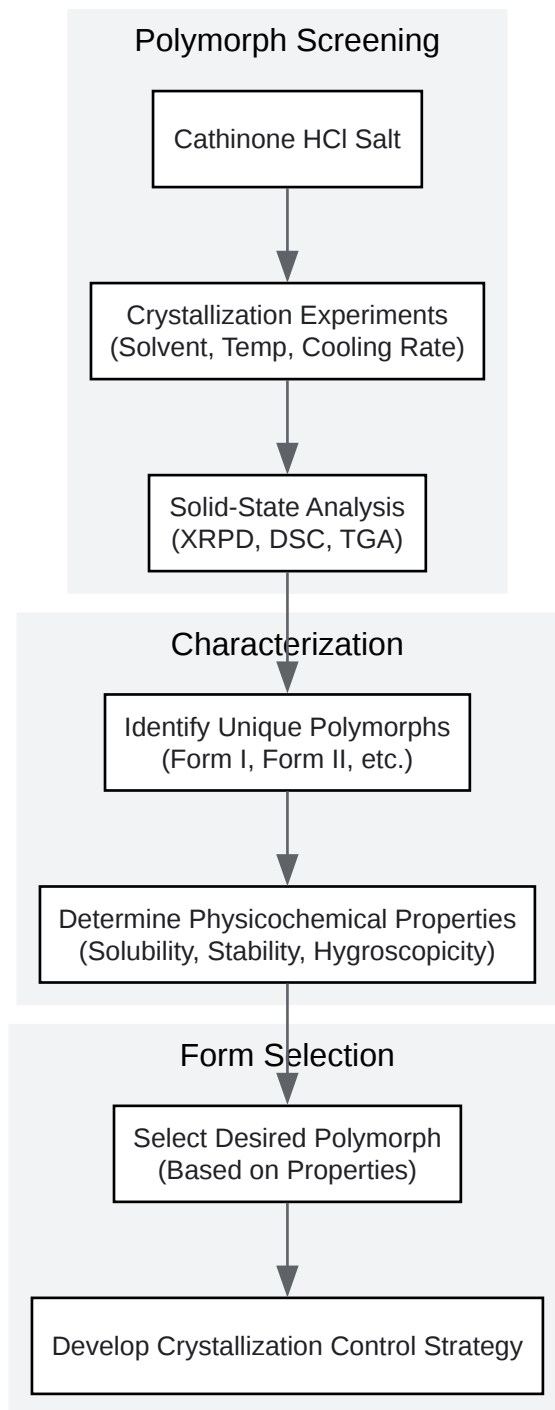 Polymorph Screening
Cathinone HCl Salt
Crystallization Experiments
(Solvent, Temp, Cooling Rate)
Solid-State Analysis
(XRPD, DSC, TGA)
Characterization
Identify Unique Polymorphs
(Form I, Form II, etc.)
Determine Physicochemical Properties
(Solubility, Stability, Hygroscopicity)
Form Selection
Select Desired Polymorph
(Based on Properties)
Develop Crystallization Control Strategy